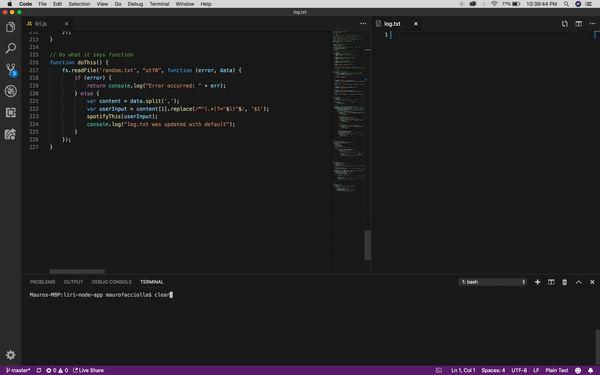 Code File Edit Selection View Go Debug Terminal Window Help 77% 10:39:44 PM
log.txt
JS liri.js
log.txt
212 });
213 }
214
215 // Do what it says function
216 function doThis() {
217 fs.readFile('random.txt', "utf8", function (error, data) {
218 if (error) {
219 return console.log("Error occurred: " + err);
220 } else {
221 var content = data.split(',');
222 var userInput = content[1].replace(/^"(.+(?="$))"$/, '$1');
223 spotifyThis(userInput);
224 console.log("log.txt was updated with default");
225 }
226 });
227 }
1
3
PROBLEMS OUTPUT DEBUG CONSOLE TERMINAL 1: bash
Mauros-MBP:liri-node-app maurofacciolla$ clear
master* 0 0 Live Share Ln 1, Col 1 Spaces: 4 UTF-8 LF Plain Text